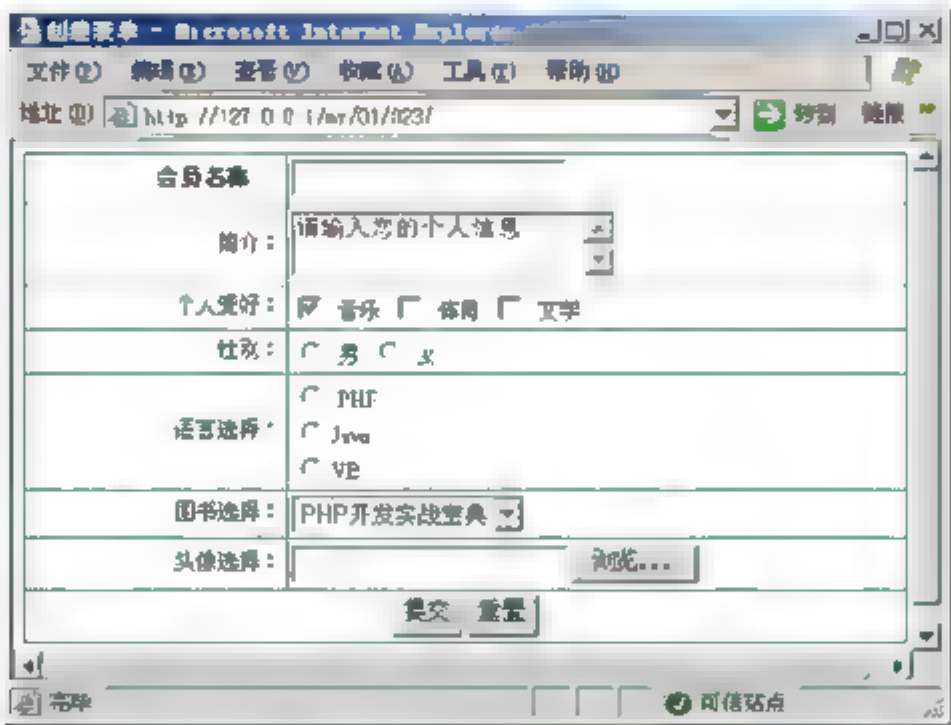 创建表单 - Microsoft Internet Explorer
文件(F) 编辑(E) 查看(V) 收藏(A) 工具(T) 帮助(H)
地址(D) http://127.0.0.1/mr/01/023/ 转到 链接
会员名称
简介：
请输入您的个人信息
个人爱好： 音乐 体育 文学
性别： 男 女
语言选择：
PHP
Java
VB
图书选择： PHP开发实战宝典
头像选择： 浏览...
提交 重置
完毕 可信站点